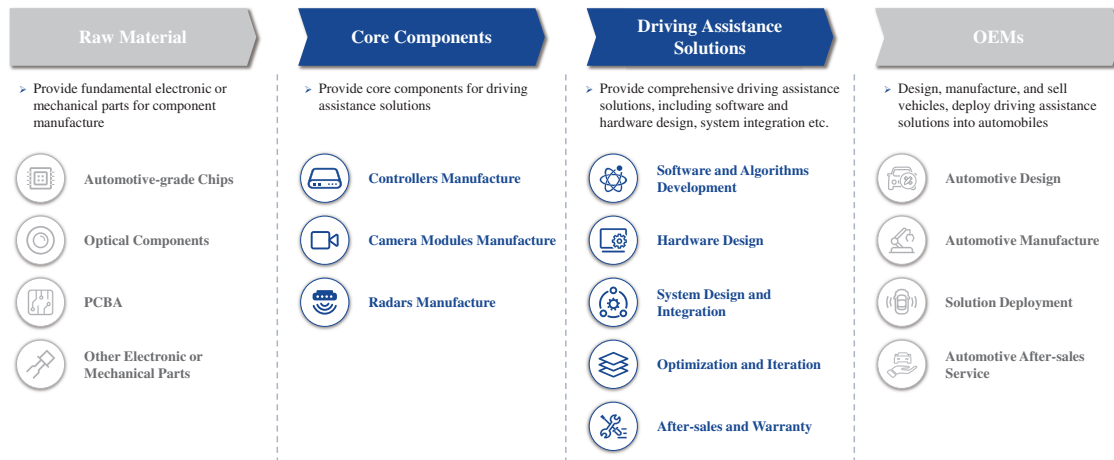 Raw Material
Core Components
Driving Assistance
Solutions
OEMs
Provide fundamental electronic or
mechanical parts for component
manufacture
Provide core components for driving
assistance solutions
Provide comprehensive driving assistance
solutions, including software and
hardware design, system integration etc.
Design, manufacture, and sell
vehicles, deploy driving assistance
solutions into automobiles
Automotive-grade Chips
Optical Components
PCBA
Other Electronic or
Mechanical Parts
Controllers Manufacture
Camera Modules Manufacture
Radars Manufacture
Software and Algorithms
Development
Hardware Design
System Design and
Integration
Optimization and Iteration
After-sales and Warranty
Automotive Design
Automotive Manufacture
Solution Deployment
Automotive After-sales
Service